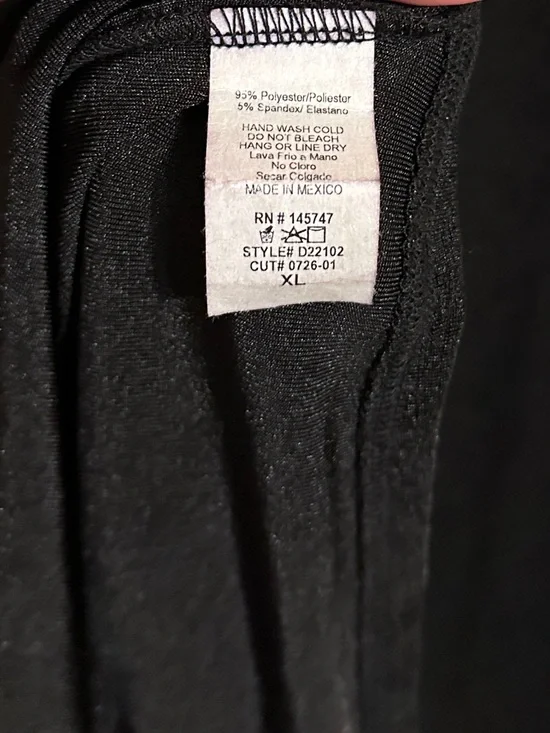 95% Polyester/Poliester
5% Spandex/ Elastano
HAND WASH COLD
DO NOT BLEACH
HANG OR LINE DRY
Lava Frio a Mano
No Cloro
Secar Colgado
MADE IN MEXICO
RN # 145747
STYLE# D22102
CUT# 0726-01
XL